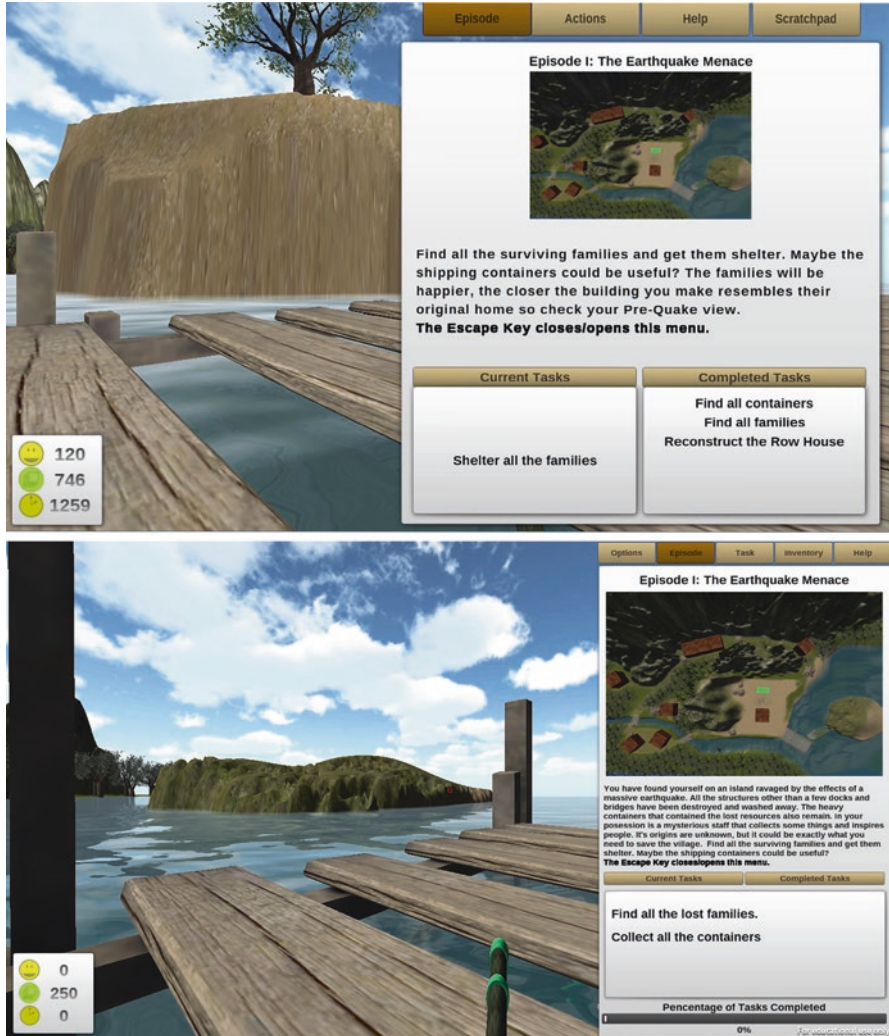 Episode Actions Help Scratchpad
Episode I: The Earthquake Menace
Find all the surviving families and get them shelter. Maybe the
shipping containers could be useful? The families will be
happier, the closer the building you make resembles their
original home so check your Pre-Quake view.
The Escape Key closes/opens this menu.
Current Tasks Completed Tasks
Find all containers
Find all families
Reconstruct the Row House
Shelter all the families
120
746
1259
Options Episode Task Inventory Help
Episode I: The Earthquake Menace
You have found yourself on an island ravaged by the effects of a
massive earthquake. All the structures other than a few docks and
bridges have been destroyed and washed away. The heavy
containers that contained the lost resources also remain. In your
posession is a mysterious staff that collects some things and inspires
people. It's origins are unknown, but it could be exactly what you
need to save the village. Find all the surviving families and get them
shelter. Maybe the shipping containers could be useful?
The Escape Key closes/opens this menu.
Current Tasks Completed Tasks
Find all the lost families.
Collect all the containers
0
250
0
Pencentage of Tasks Completed
0%
For educational use only